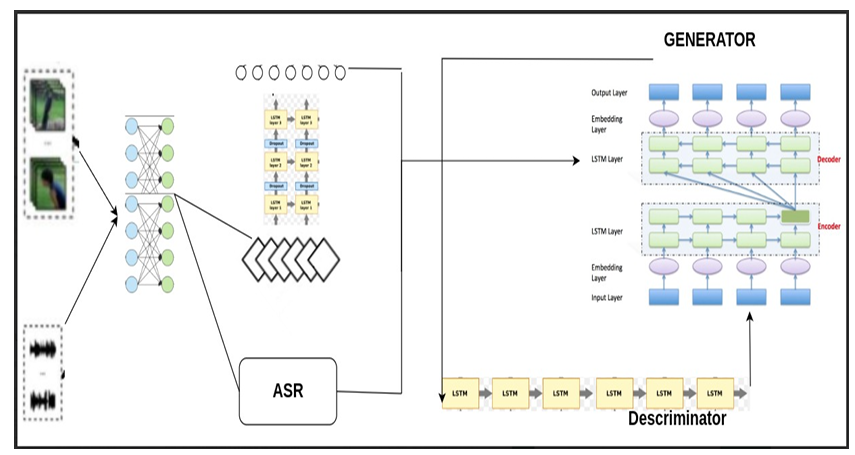 GENERATOR
Output Layer
Embedding
Layer
LSTM Layer
Decoder
LSTM Layer
Encoder
Embedding
Layer
Input Layer
LSTM
layer 3
LSTM
layer 3
Dropout
Dropout
LSTM
layer 2
LSTM
layer 2
Dropout
Dropout
LSTM
layer 1
LSTM
layer 1
ASR
LSTM
LSTM
LSTM
LSTM
LSTM
LSTM
Descriminator